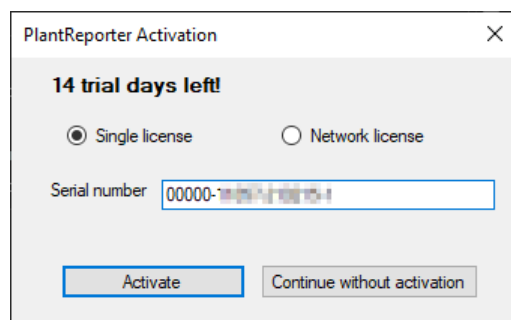 PlantReporter Activation
14 trial days left!
Single license Network license
Serial number 00000-
Activate Continue without activation